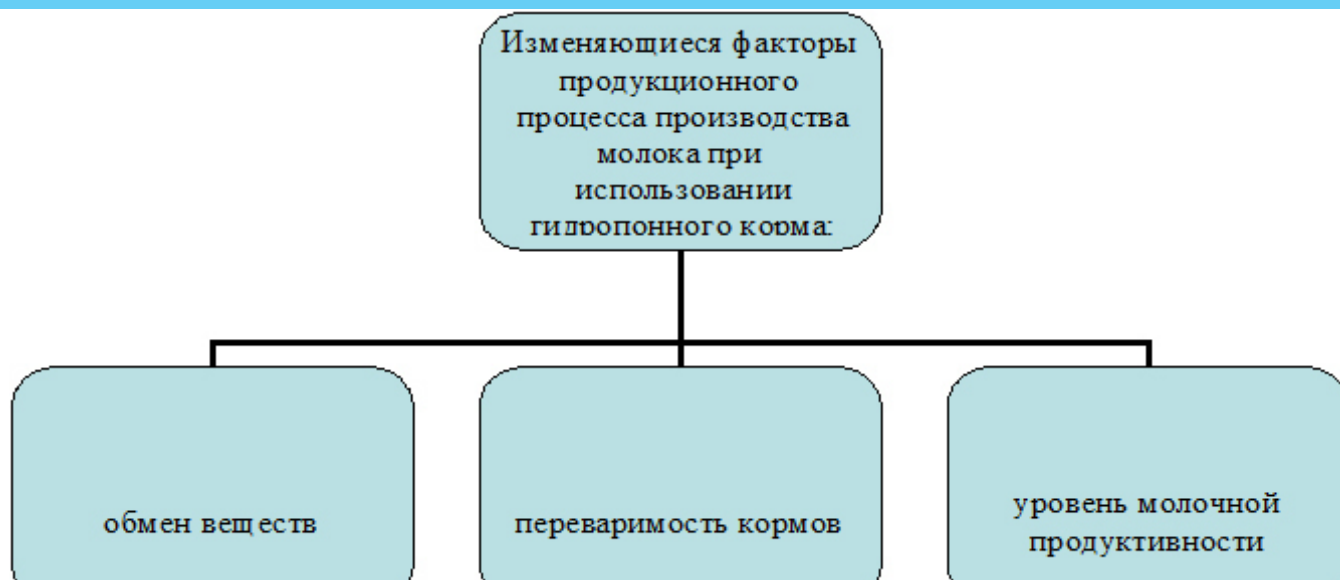 Изменяющиеся факторы
продукционного
процесса производства
молока при
использовании
гидропонного корма:
обмен веществ
переваримость кормов
уровень молочной
продуктивности